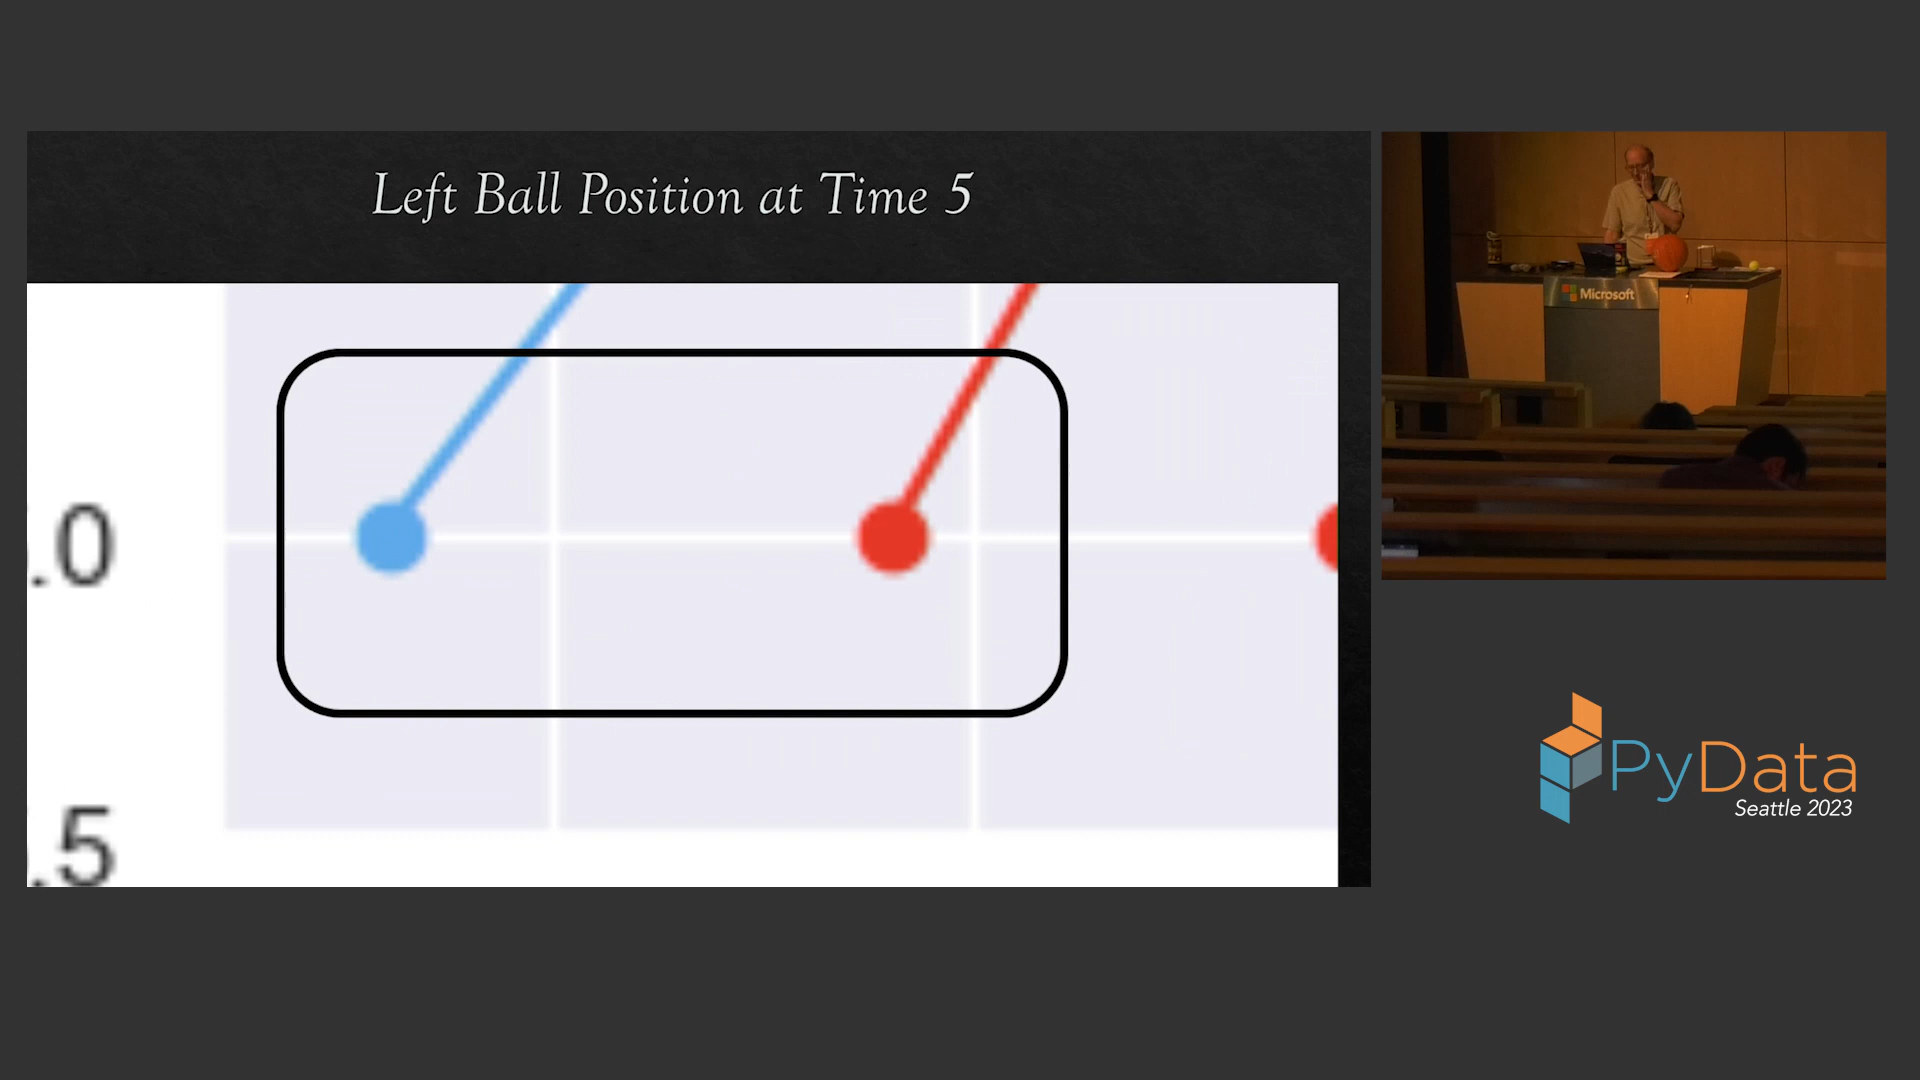 Left Ball Position at Time 5
.0
.5
Microsoft
PyData
Seattle 2023